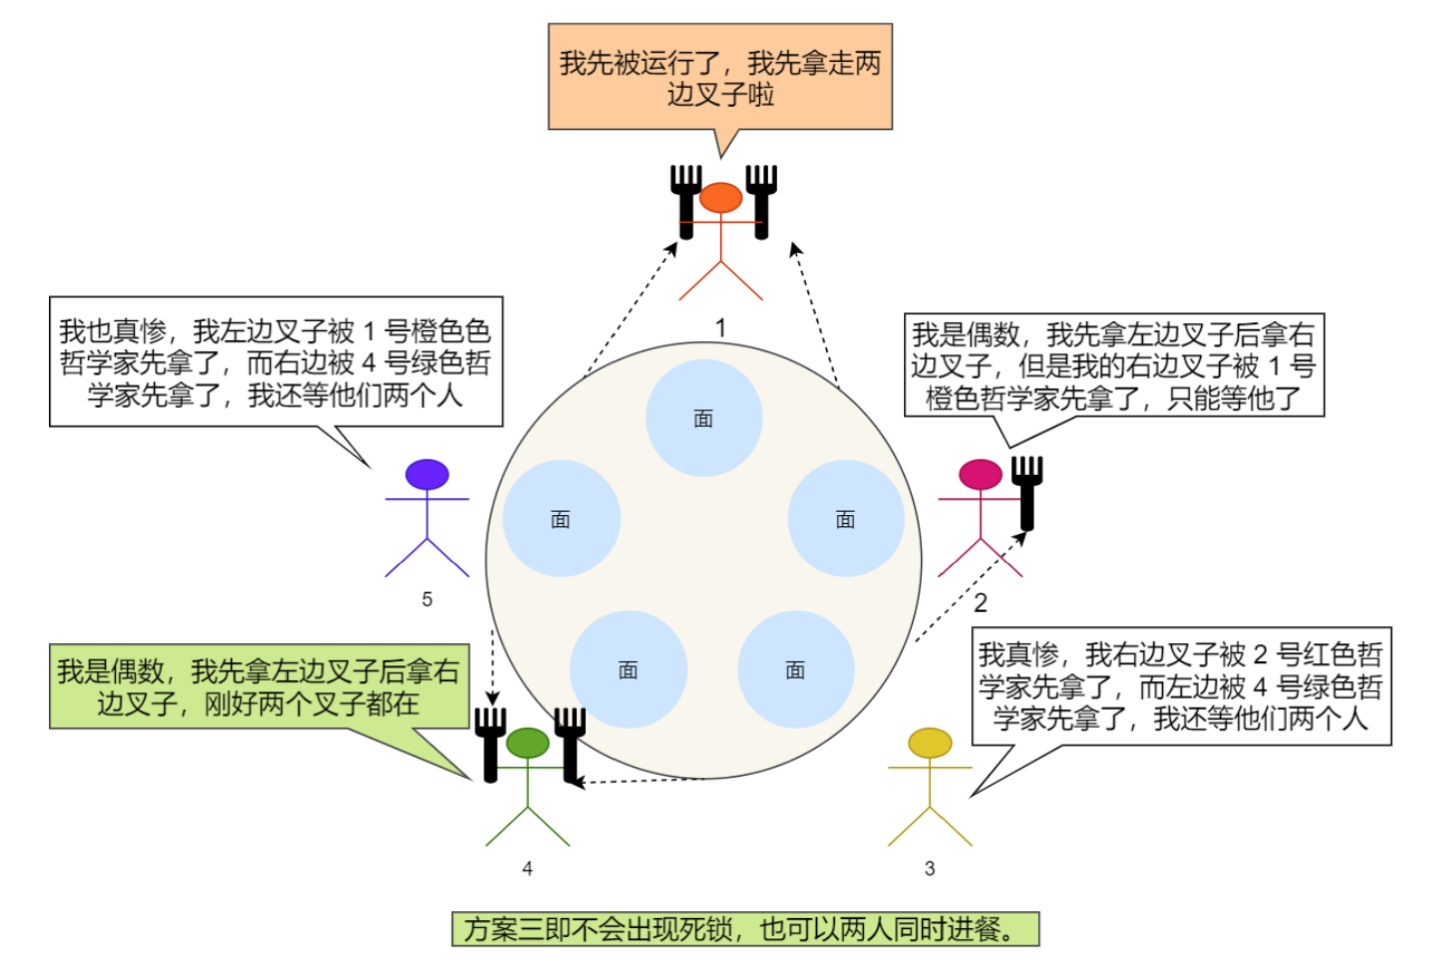 我先被运行了，我先拿走两
边叉子啦
1
我也真惨，我左边叉子被 1 号橙色色
哲学家先拿了，而右边被 4 号绿色哲
学家先拿了，我还等他们两个人
我是偶数，我先拿左边叉子后拿右
边叉子，但是我的右边叉子被 1 号
橙色哲学家先拿了，只能等他了
面
面
面
5
2
我是偶数，我先拿左边叉子后拿右
边叉子，刚好两个叉子都在
我真惨，我右边叉子被 2 号红色哲
学家先拿了，而左边被 4 号绿色哲
学家先拿了，我还等他们两个人
面
面
4
3
方案三即不会出现死锁，也可以两人同时进餐。